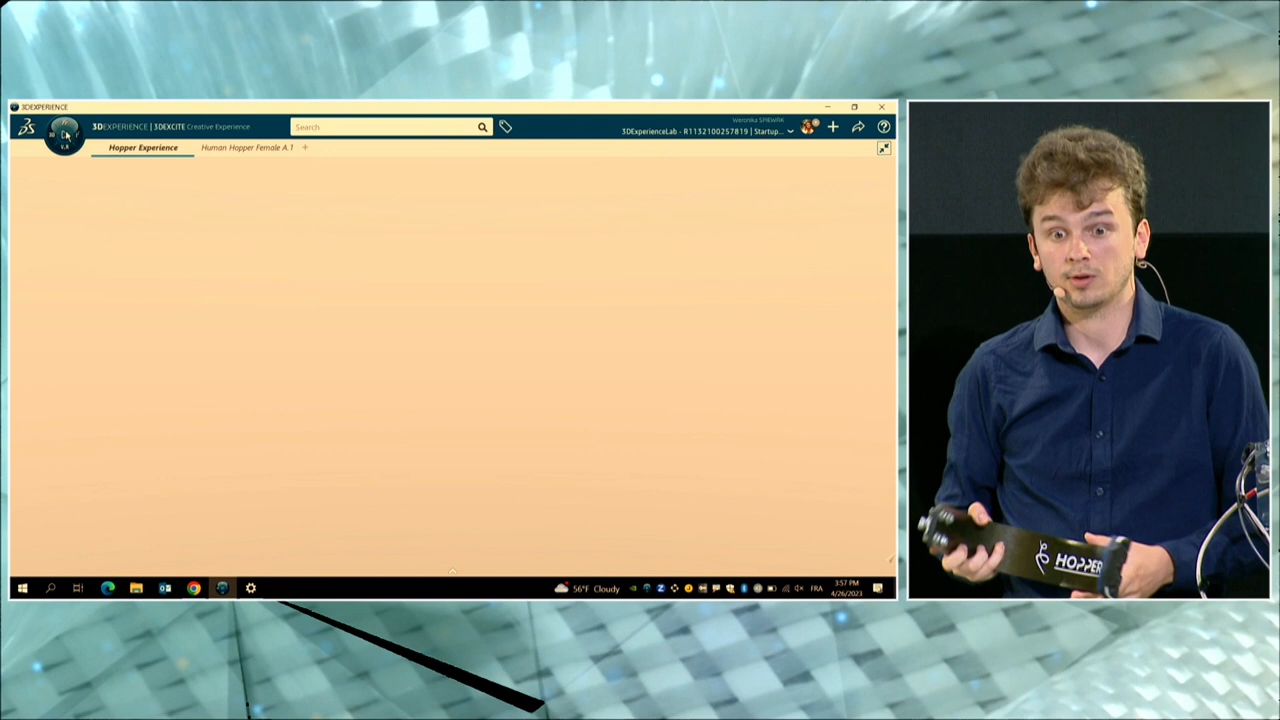 3DEXPERIENCE
3DEXPERIENCE | 3DEXCITE Creative Experience
Search
Weronika SPIEWAK
3DExperienceLab - R1132100257819 | Startup...
V.R
Hopper Experience
Human Hopper Female A.1
+
56°F Cloudy
FRA
3:57 PM
4/26/2023
HOPPER